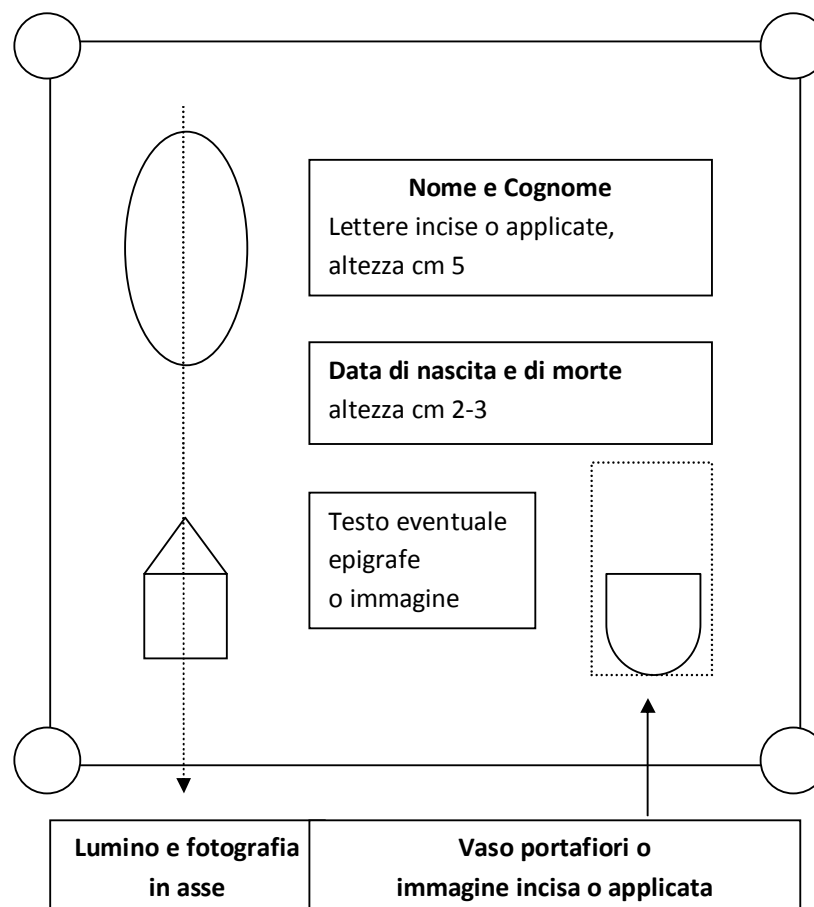 Nome e Cognome
Lettere incise o applicate,
altezza cm 5
Data di nascita e di morte
altezza cm 2-3
Testo eventuale
epigrafe
o immagine
Lumino e fotografia
in asse
Vaso portafiori o
immagine incisa o applicata